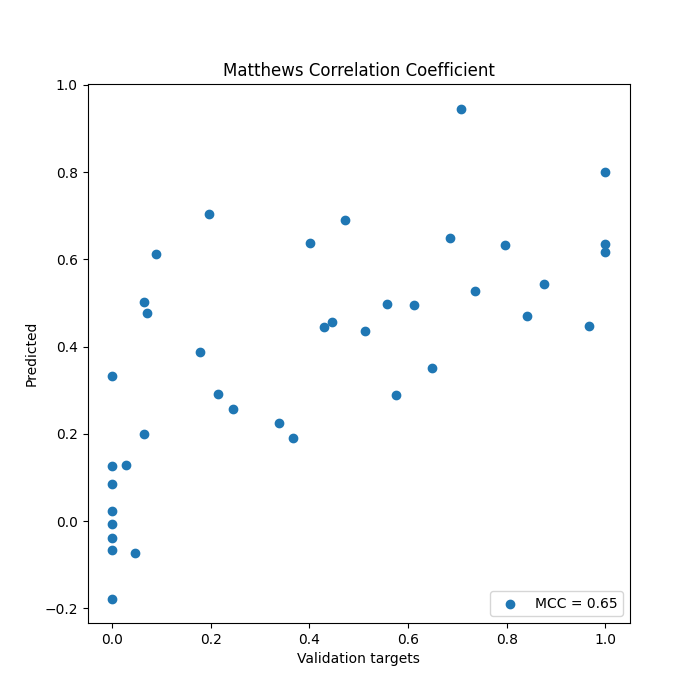 Matthews Correlation Coefficient
1.0
0.8
0.6
0.4
0.2
0.0
−0.2
Predicted
MCC = 0.65
0.0 0.2 0.4 0.6 0.8 1.0
Validation targets